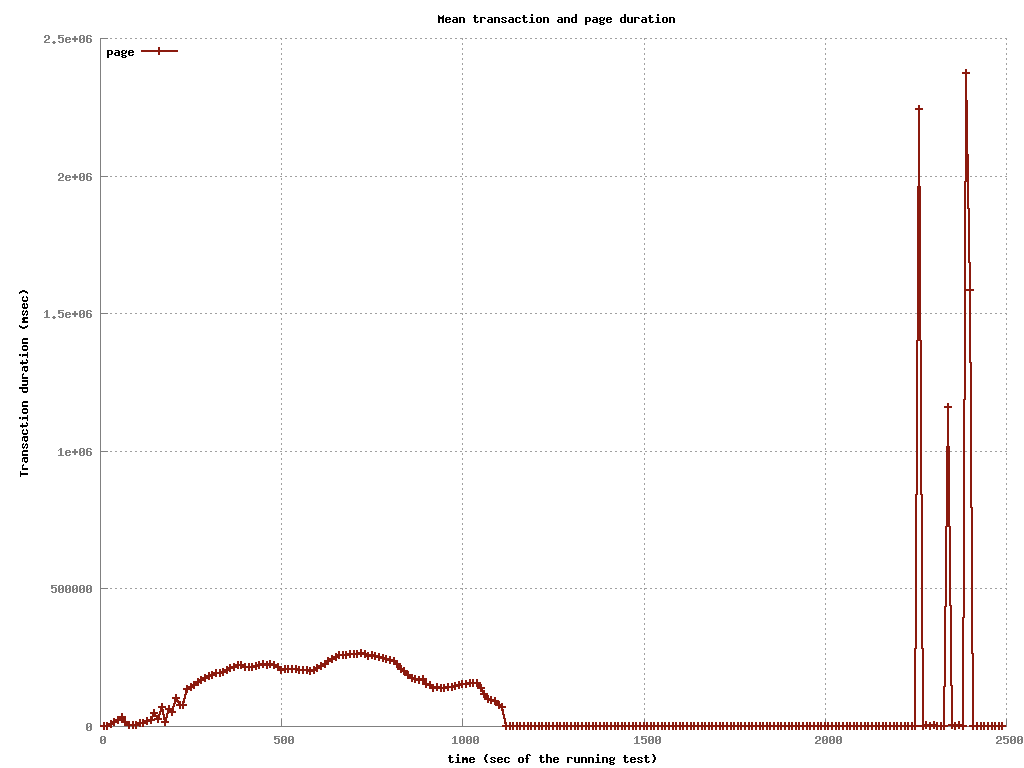 Mean transaction and page duration
2.5e+06
page
2e+06
1.5e+06
Transaction duration (msec)
1e+06
500000
0
0 500 1000 1500 2000 2500
time (sec of the running test)